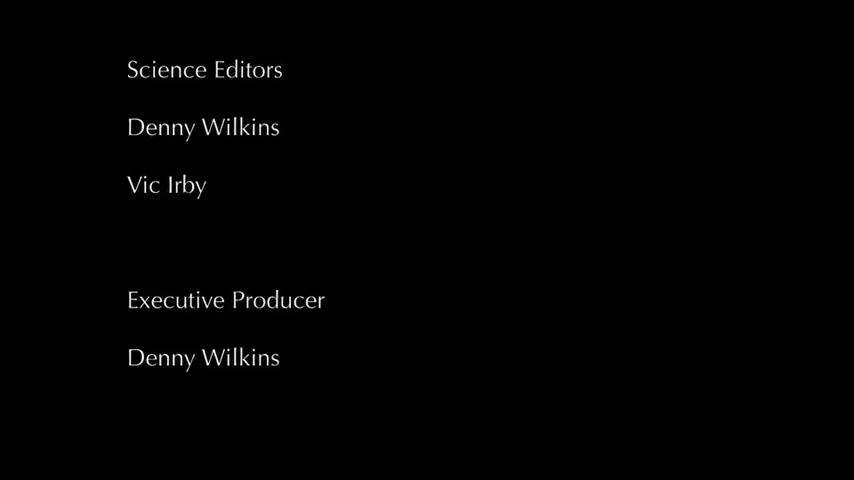 Science Editors
Denny Wilkins
Vic Irby
Executive Producer
Denny Wilkins